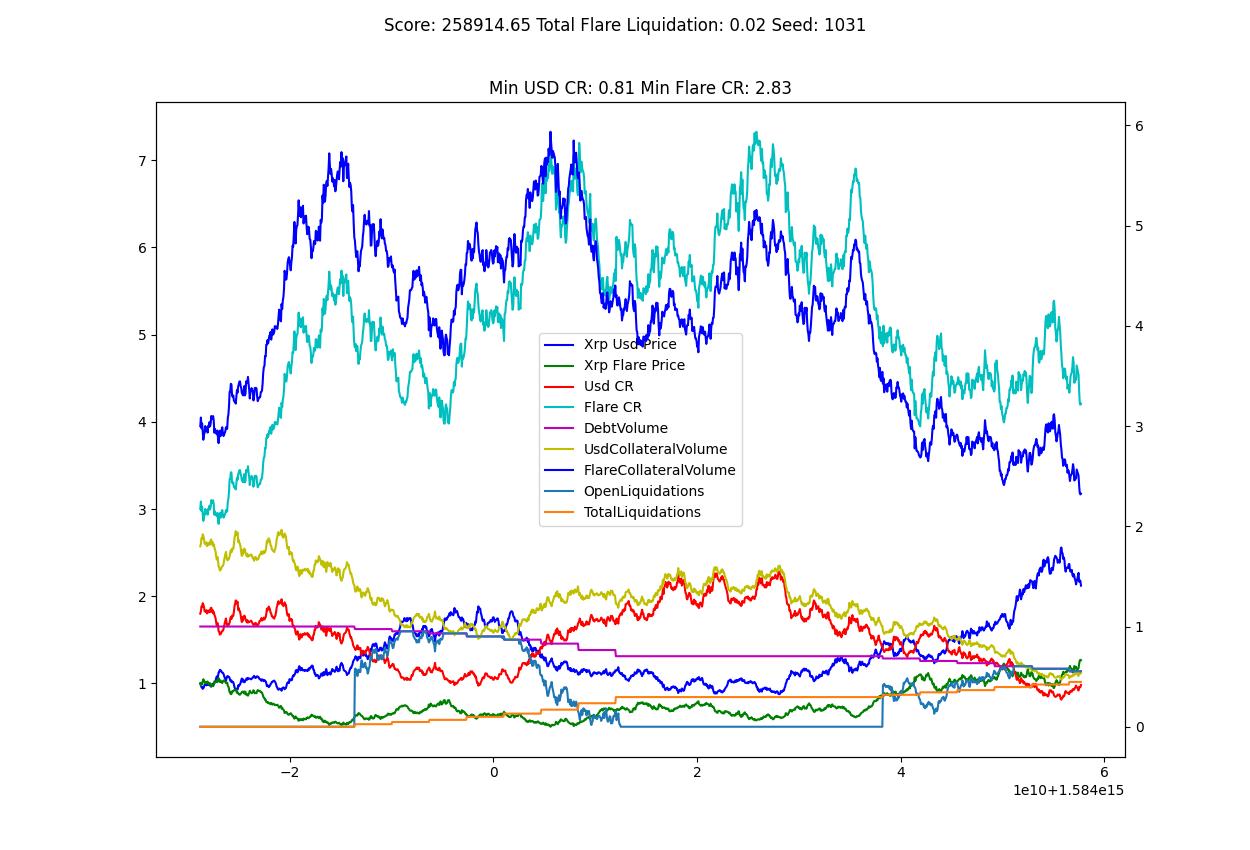 Score: 258914.65 Total Flare Liquidation: 0.02 Seed: 1031
Min USD CR: 0.81 Min Flare CR: 2.83
7
6
5
4
3
2
1
6
5
4
3
2
1
0
Xrp Usd Price
Xrp Flare Price
Usd CR
Flare CR
DebtVolume
UsdCollateralVolume
FlareCollateralVolume
OpenLiquidations
TotalLiquidations
−2 0 2 4 6
1e10+1.584e15